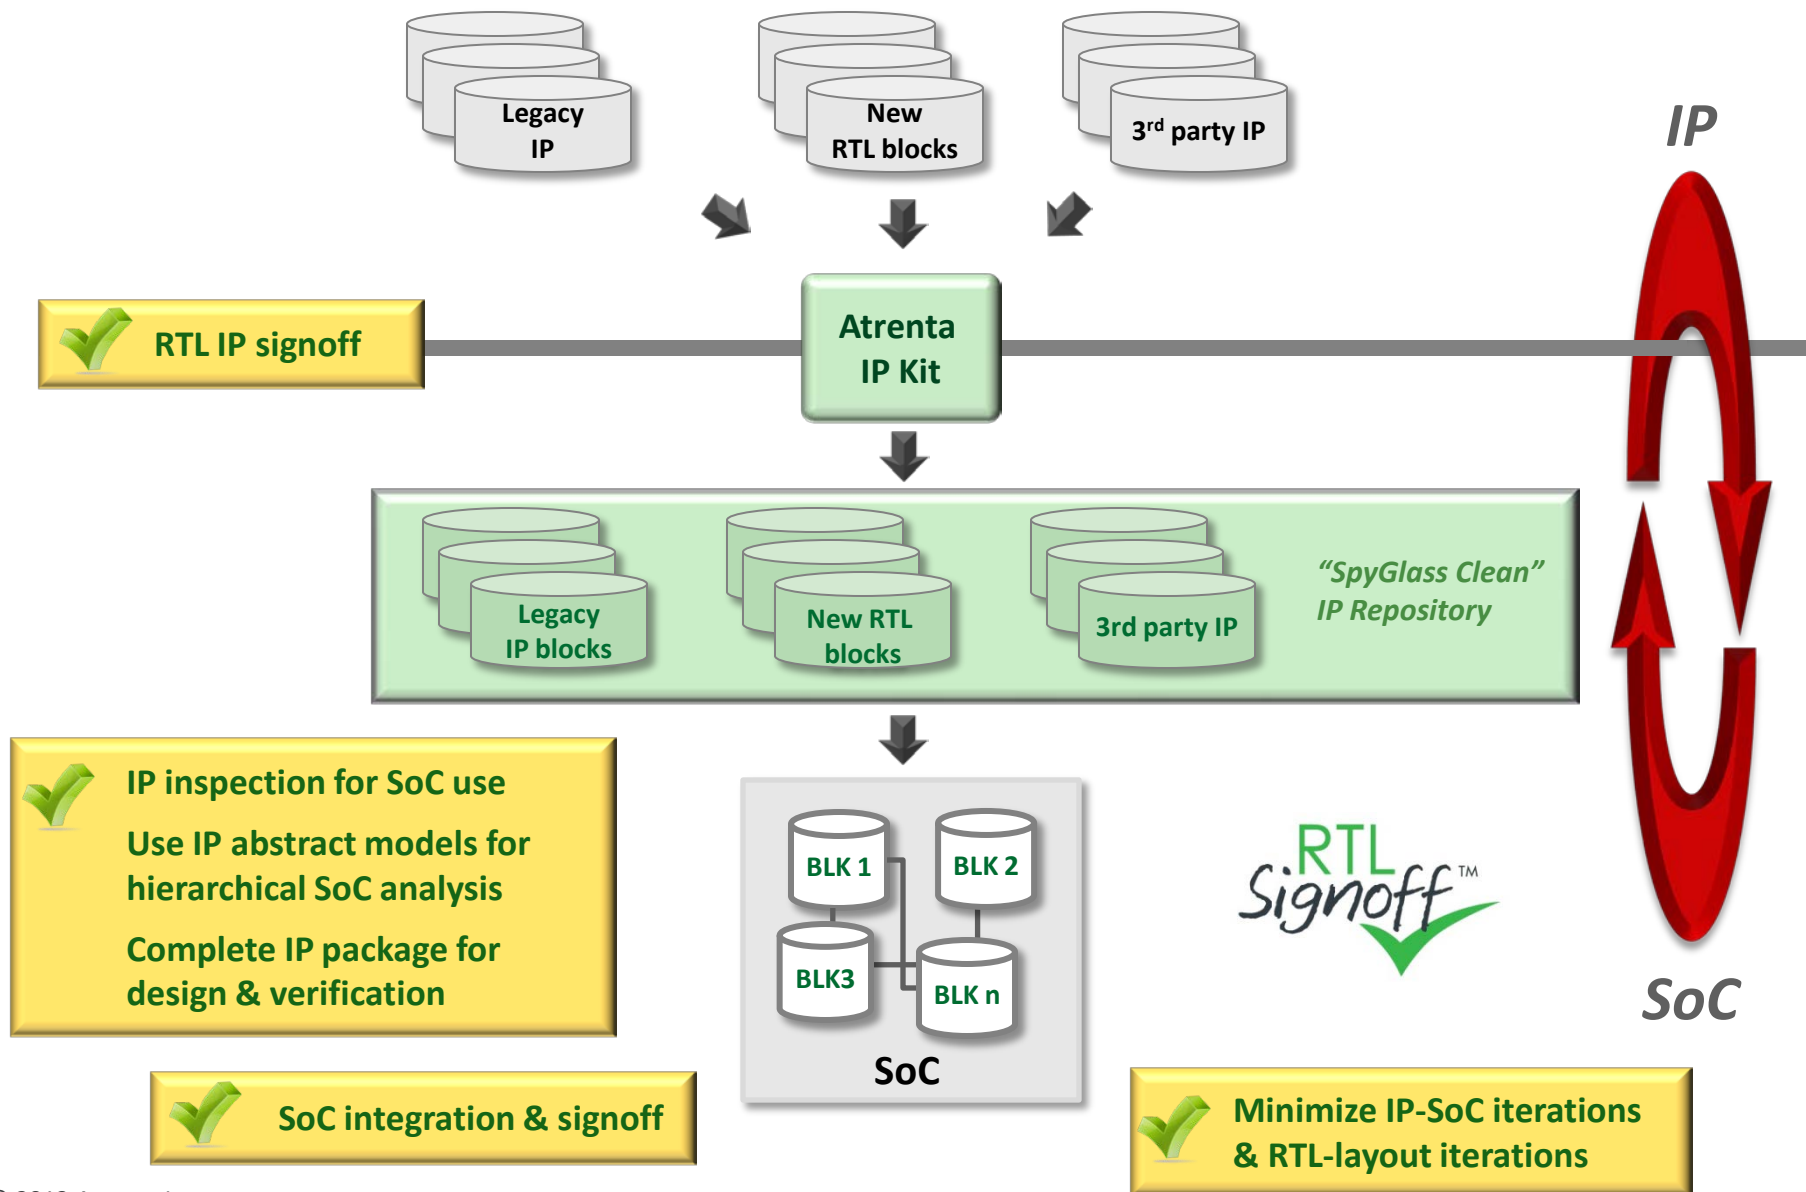 Legacy
IP
New
RTL blocks
3rd party IP
IP
RTL IP signoff
Atrenta
IP Kit
Legacy
IP blocks
New RTL
blocks
3rd party IP
“SpyGlass Clean”
IP Repository
IP inspection for SoC use
Use IP abstract models for
hierarchical SoC analysis
Complete IP package for
design & verification
BLK 1
BLK 2
BLK3
BLK n
SoC
RTL
Signoff™
SoC
SoC integration & signoff
Minimize IP-SoC iterations
& RTL-layout iterations